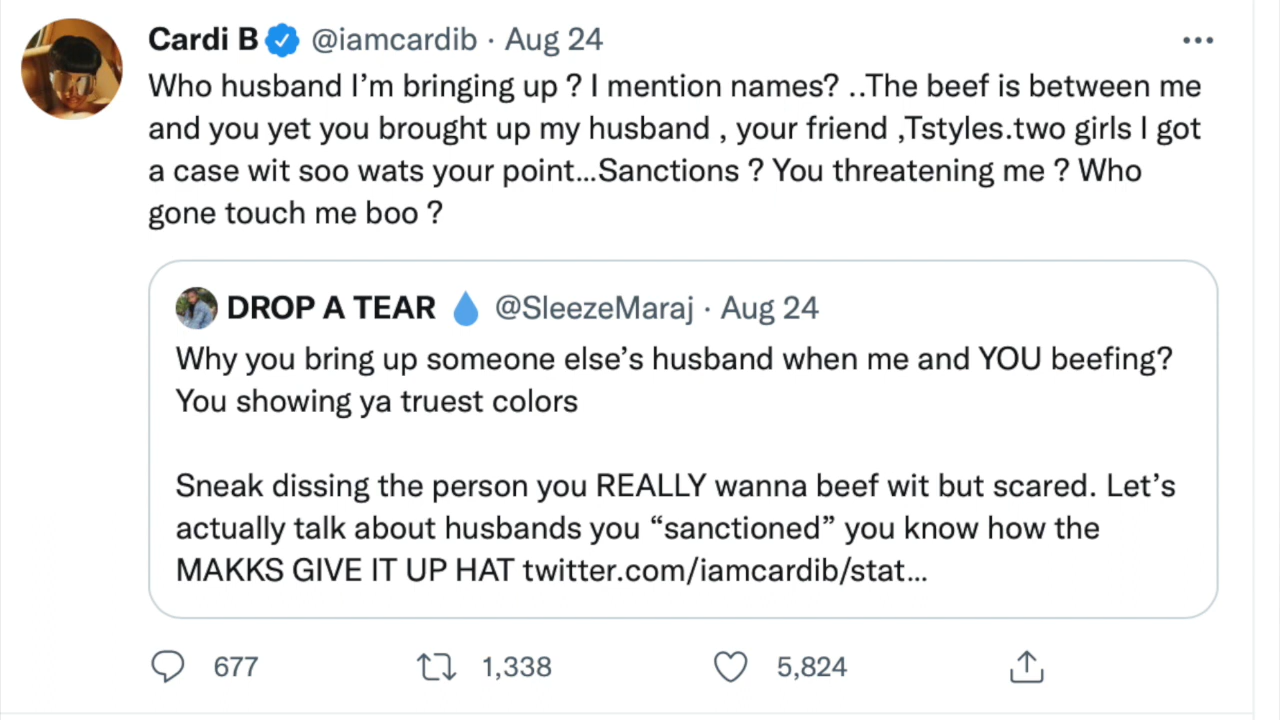 Cardi B @iamcardib · Aug 24
Who husband I’m bringing up ? I mention names? ..The beef is between me
and you yet you brought up my husband , your friend ,Tstyles.two girls I got
a case wit soo wats your point...Sanctions ? You threatening me ? Who
gone touch me boo ?
DROP A TEAR 💧 @SleezeMaraj · Aug 24
Why you bring up someone else’s husband when me and YOU beefing?
You showing ya truest colors
Sneak dissing the person you REALLY wanna beef wit but scared. Let’s
actually talk about husbands you “sanctioned” you know how the
MAKKS GIVE IT UP HAT twitter.com/iamcardib/stat...
677 1,338 5,824